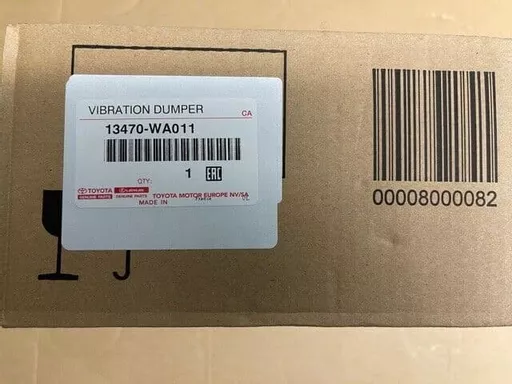 VIBRATION DUMPER
CA
13470-WA011
QTY: 1 EAC
TOYOTA LEXUS
GENUINE PARTS GENUINE PARTS TOYOTA MOTOR EUROPE NV/SA
MADE IN
00008000082